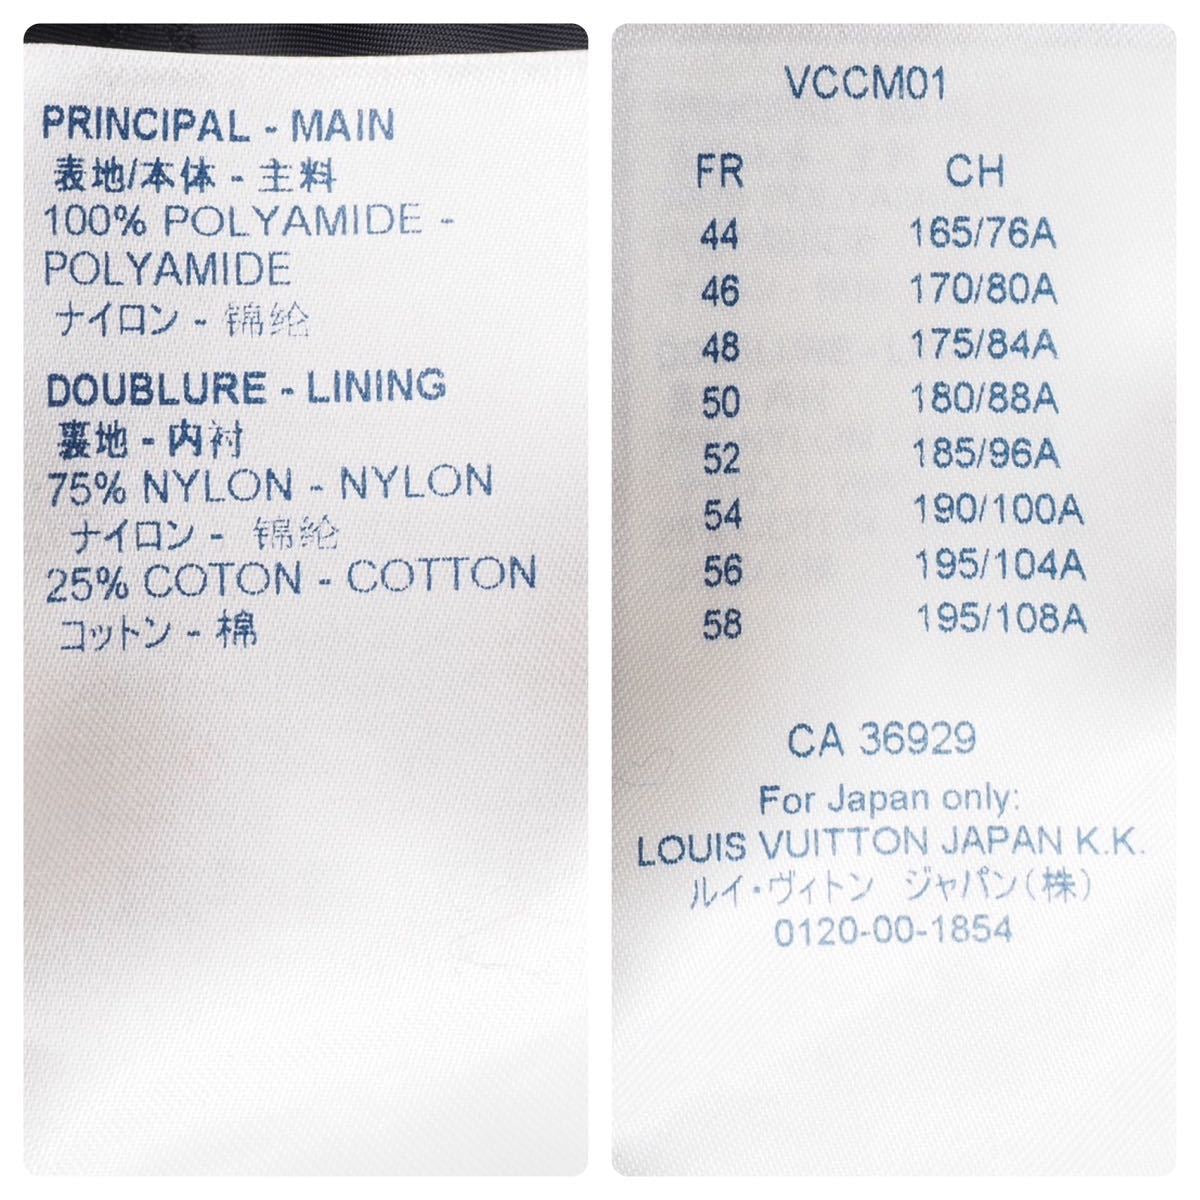 PRINCIPAL - MAIN
表地/本体 - 主料
100% POLYAMIDE -
POLYAMIDE
ナイロン - 锦纶
DOUBLURE - LINING
裏地 - 内衬
75% NYLON - NYLON
ナイロン - 锦纶
25% COTON - COTTON
コットン - 棉
VCCM01
FR CH
44 165/76A
46 170/80A
48 175/84A
50 180/88A
52 185/96A
54 190/100A
56 195/104A
58 195/108A
CA 36929
For Japan only:
LOUIS VUITTON JAPAN K.K.
ルイ・ヴィトン ジャパン(株)
0120-00-1854